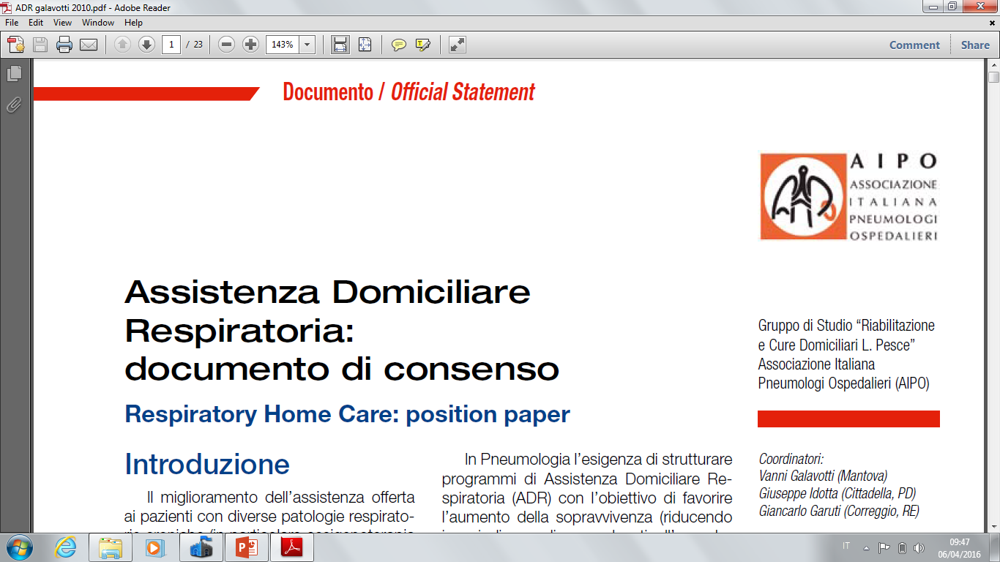 ADR galavotti 2010.pdf - Adobe Reader
File Edit View Window Help
1 / 23 143% Comment Share
Documento / Official Statement
A I P O
ASSOCIAZIONE
ITALIANA
PNEUMOLOGI
OSPEDALIERI
Assistenza Domiciliare
Respiratoria:
documento di consenso
Respiratory Home Care: position paper
Gruppo di Studio “Riabilitazione
e Cure Domiciliari L. Pesce”
Associazione Italiana
Pneumologi Ospedalieri (AIPO)
Introduzione
Il miglioramento dell’assistenza offerta
ai pazienti con diverse patologie respirato-
In Pneumologia l’esigenza di strutturare
programmi di Assistenza Domiciliare Re-
spiratoria (ADR) con l’obiettivo di favorire
l’aumento della sopravvivenza (riducendo
Coordinatori:
Vanni Galavotti (Mantova)
Giuseppe Idotta (Cittadella, PD)
Giancarlo Garuti (Correggio, RE)
IT
09:47
06/04/2016